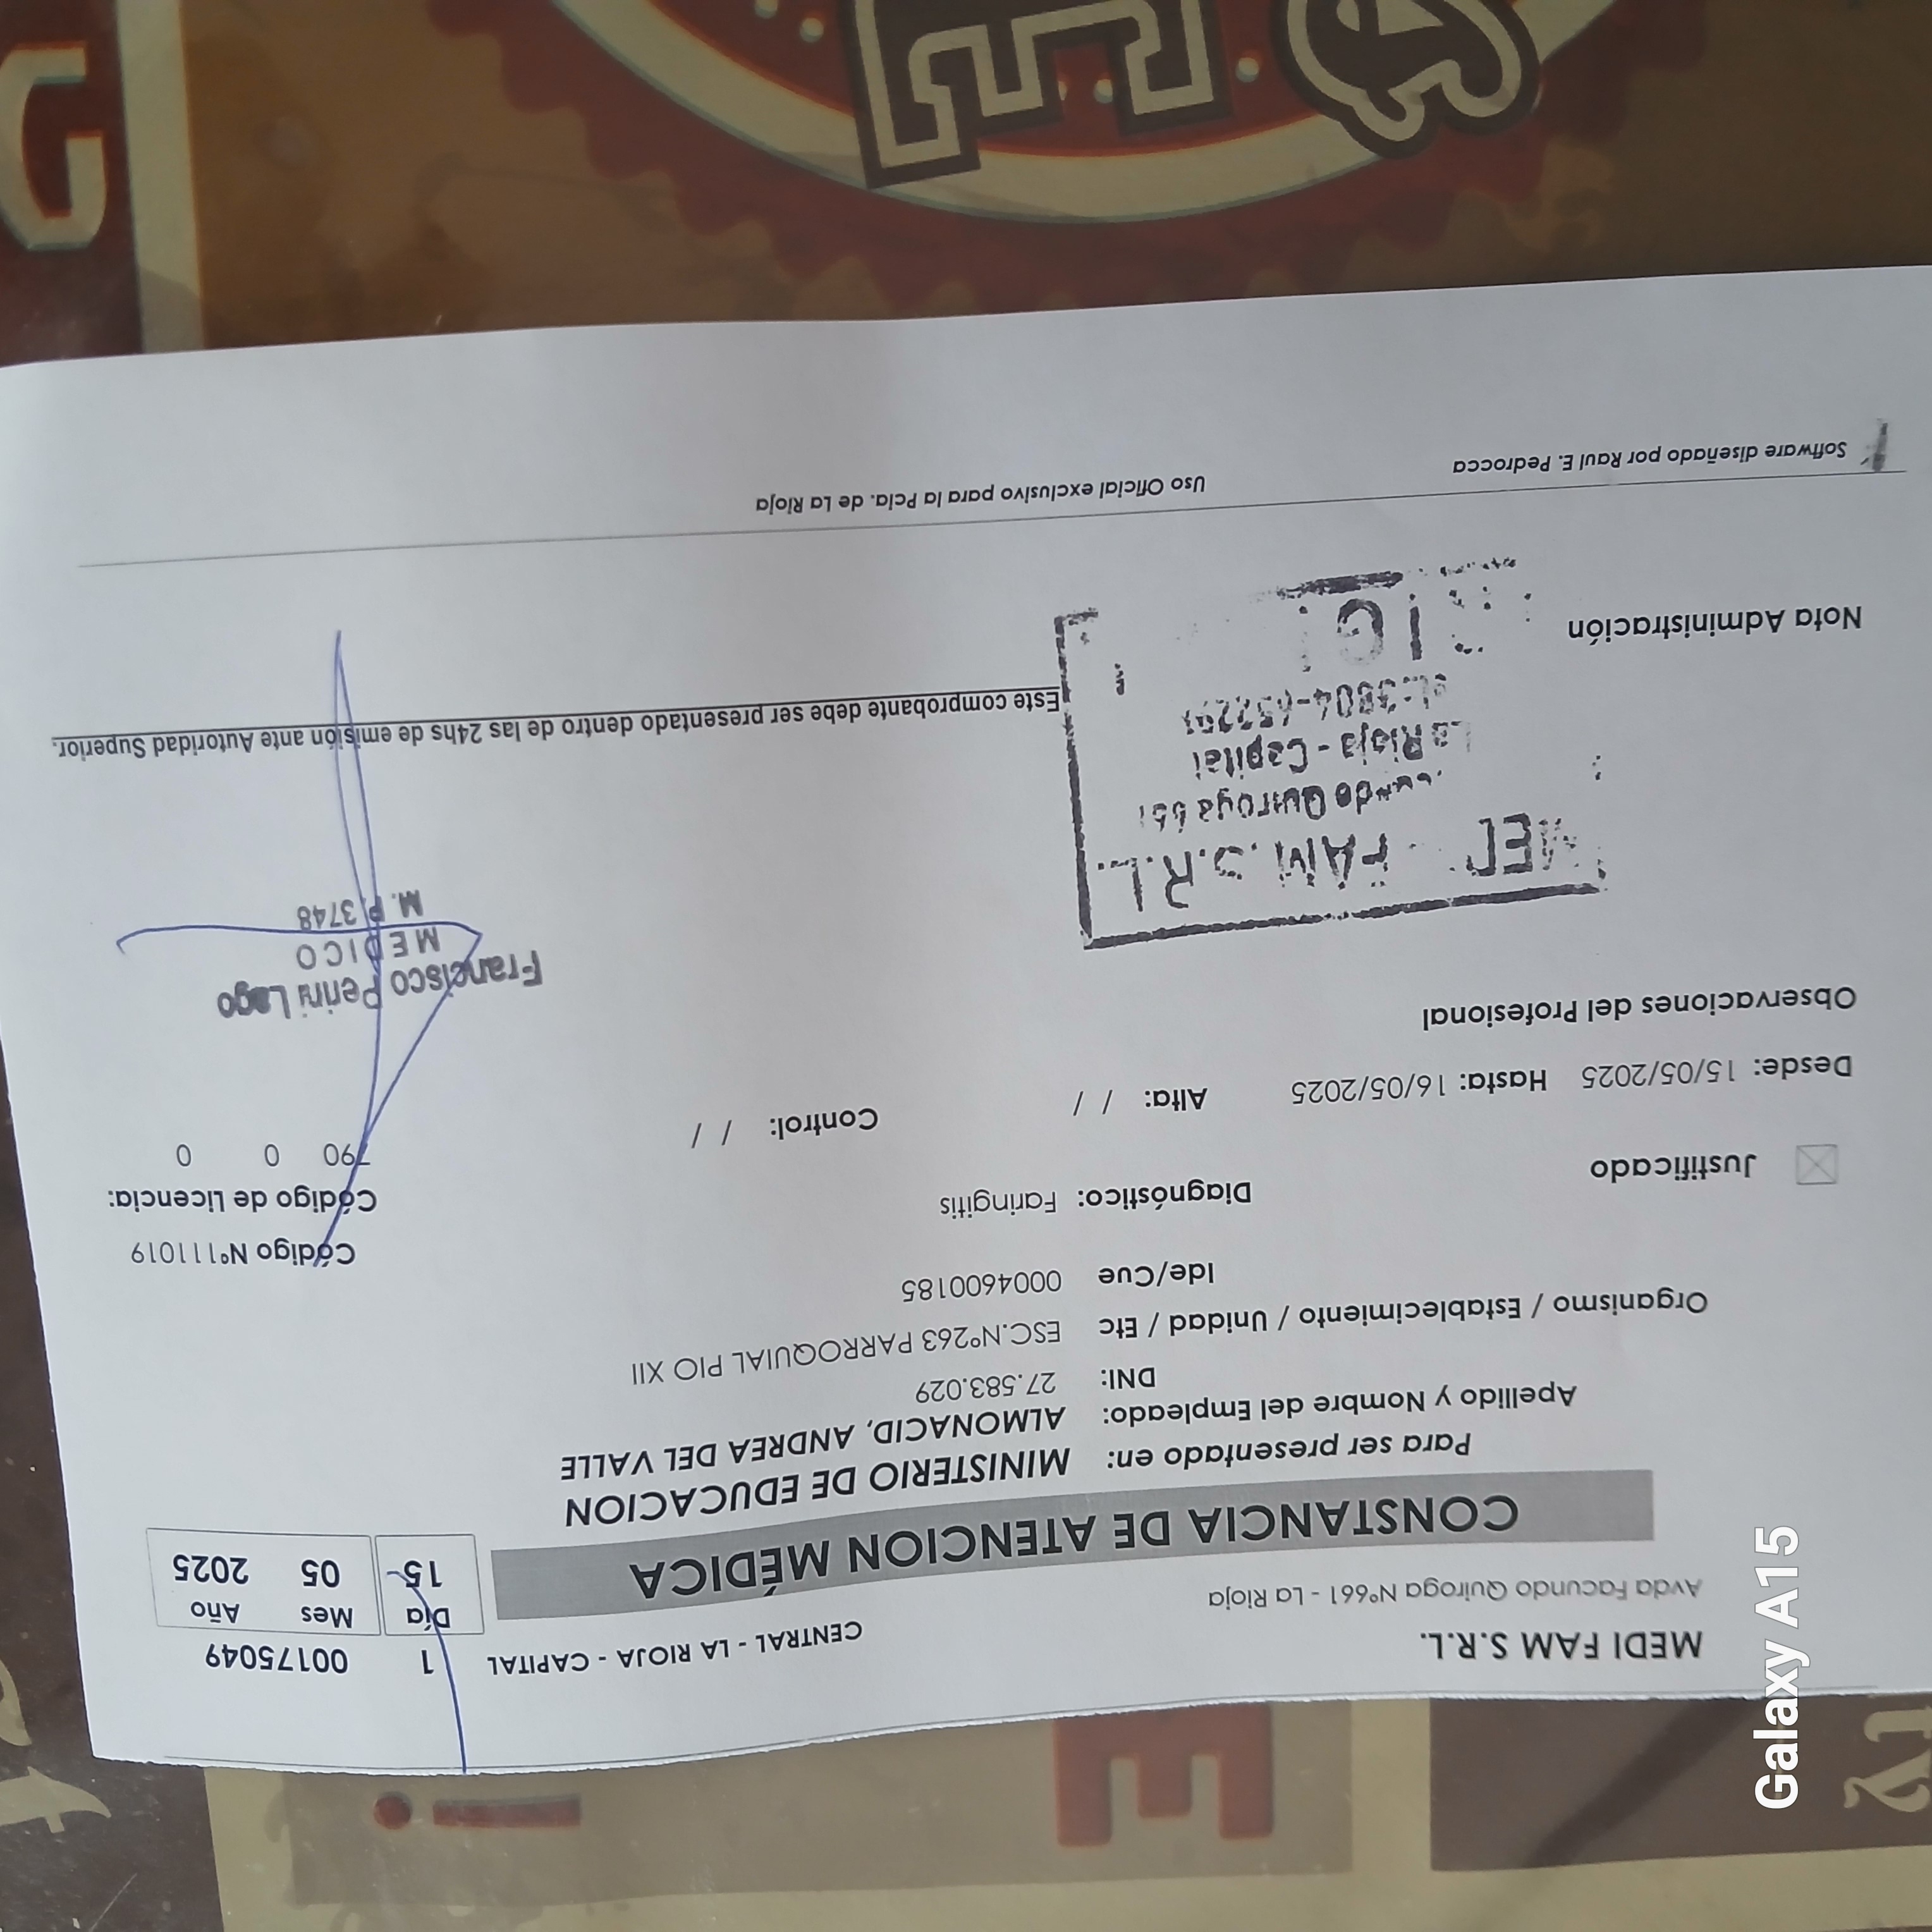 MEDI FAM S.R.L.
CENTRAL - LA RIOJA - CAPITAL 1 00175049
Avda Facundo Quiroga Nº661 - La Rioja
Día Mes Año
15 05 2025
CONSTANCIA DE ATENCION MÉDICA
Para ser presentado en: MINISTERIO DE EDUCACION
Apellido y Nombre del Empleado: ALMONACID, ANDREA DEL VALLE
DNI: 27.583.029
Organismo / Establecimiento / Unidad / Etc ESC.Nº263 PARROQUIAL PIO XII
Ide/Cue 0004600185
Código Nº111019
Justificado
Diagnóstico: Faringitis
Código de Licencia:
790 0 0
Desde: 15/05/2025 Hasta: 16/05/2025 Alta: / / Control: / /
Observaciones del Profesional
Francisco Perini Lago
MEDICO
M.P. 3748
FAM. S.R.L.
Quiroga
La Rioja - Capital
Este comprobante debe ser presentado dentro de las 24hs de emisión ante Autoridad Superior.
Nota Administración
Software diseñado por Raul E. Pedrocca
Uso Oficial exclusivo para la Pcia. de La Rioja
Galaxy A15